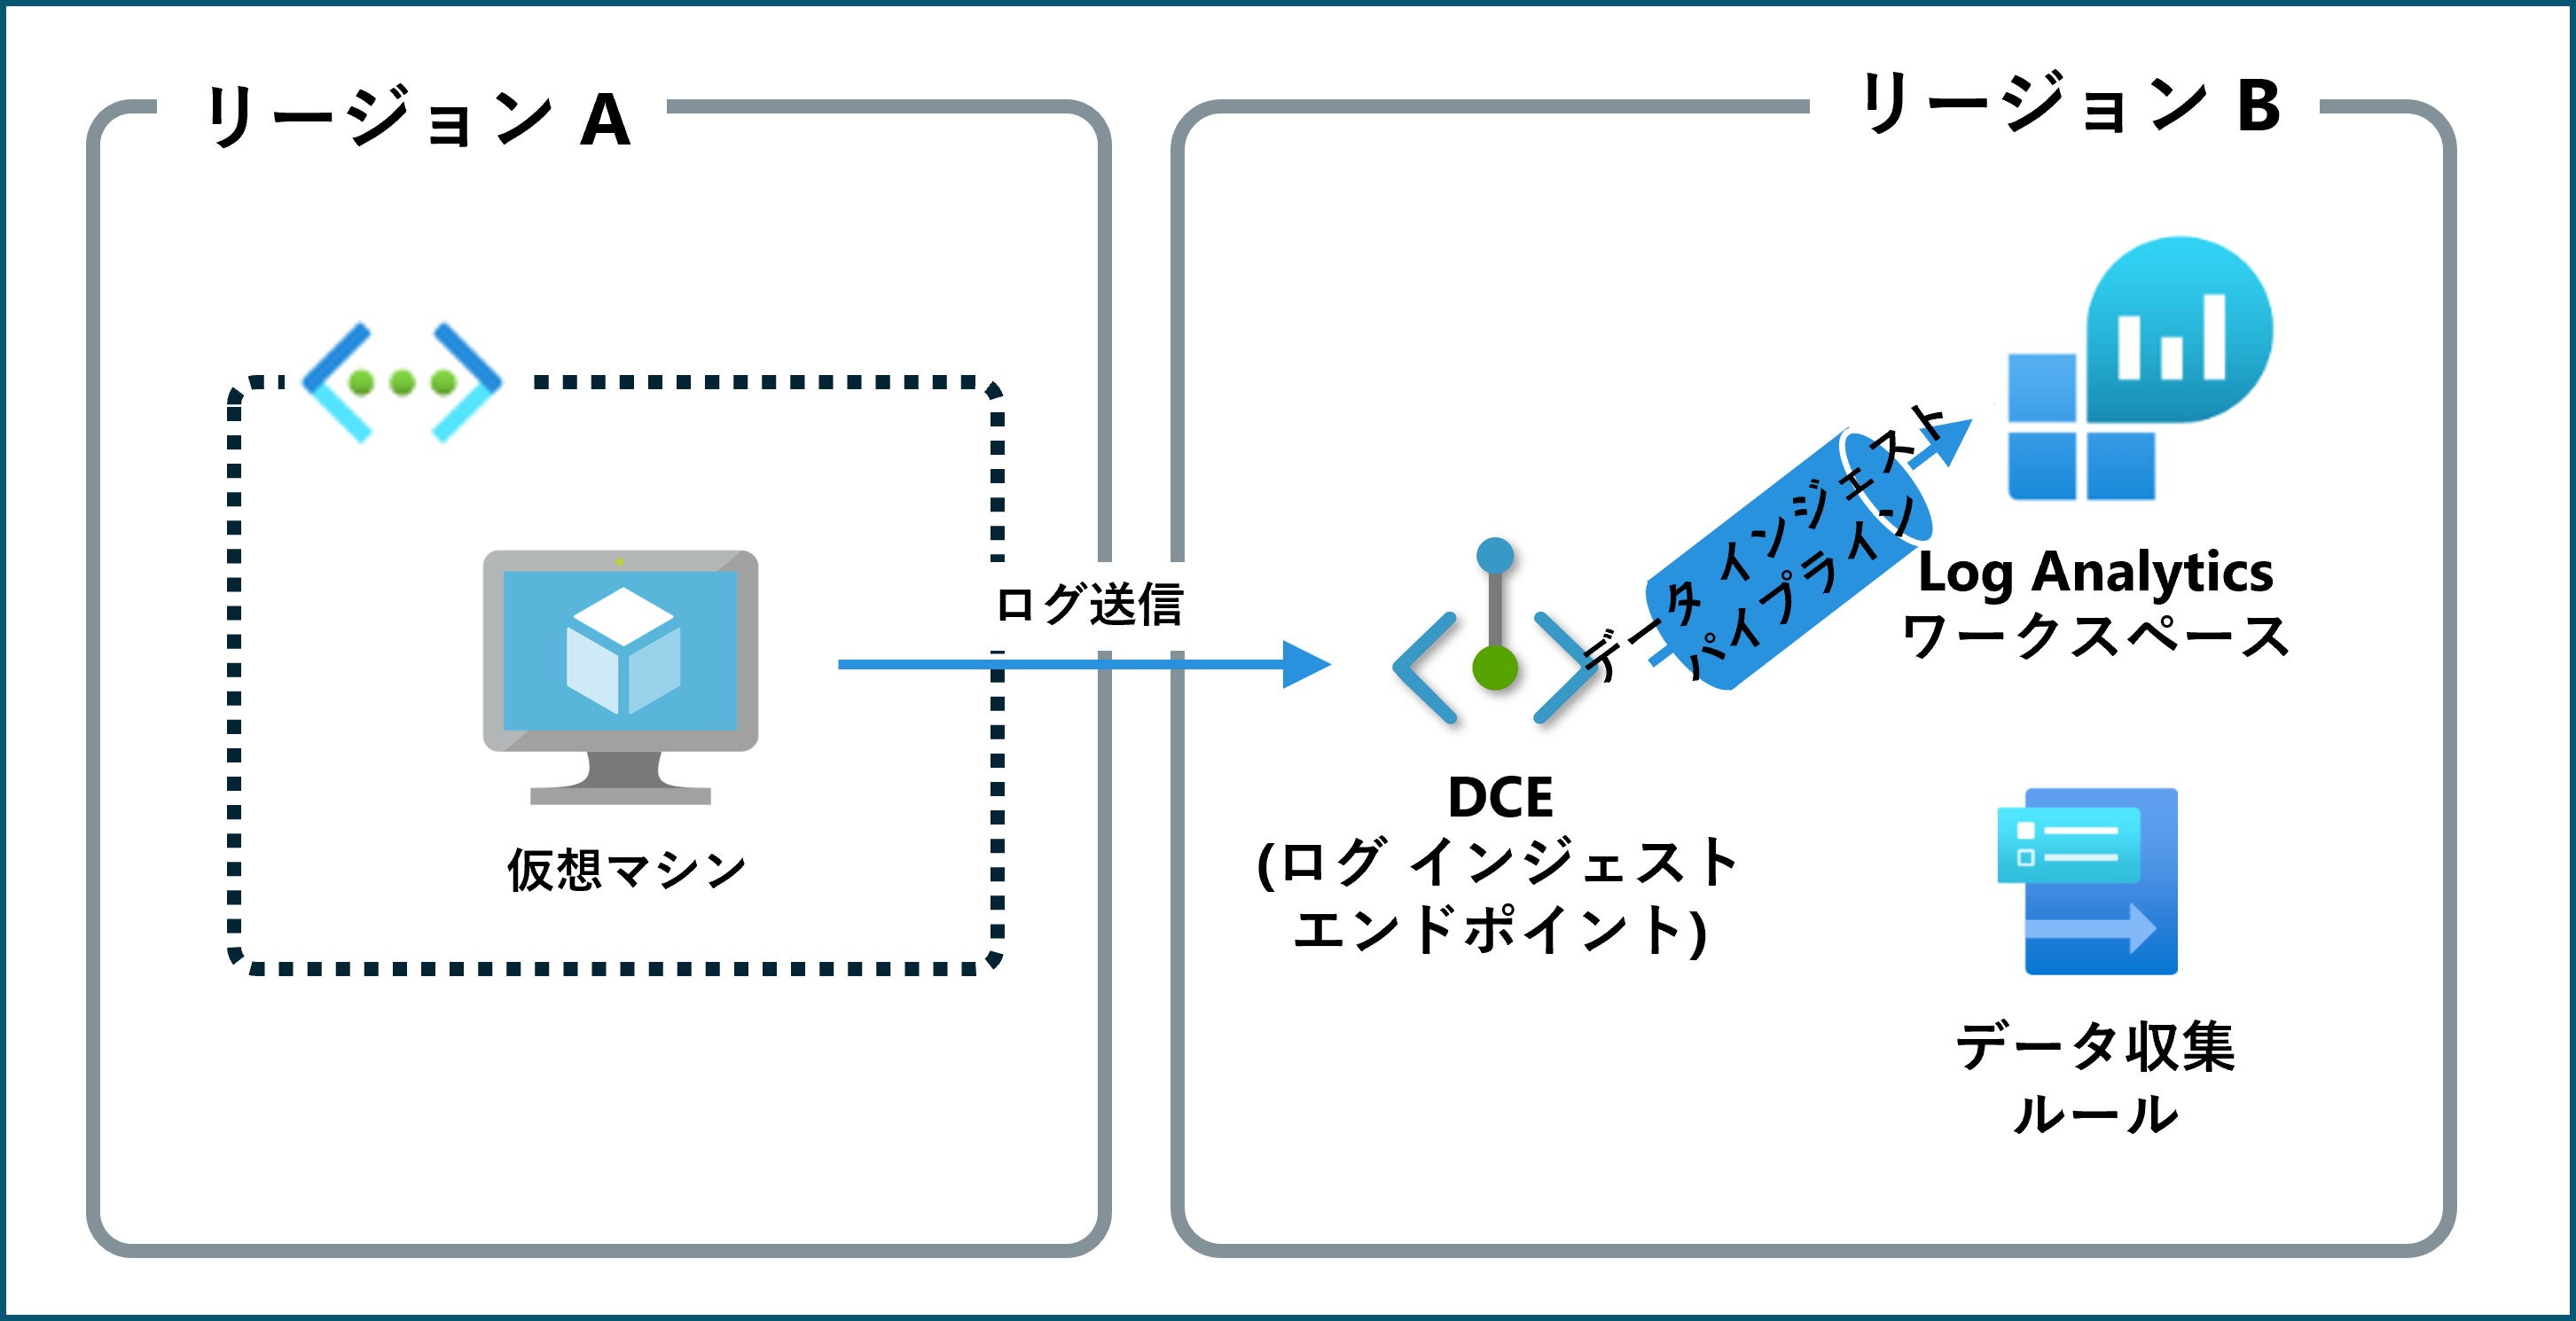 リージョン A
リージョン B
ログ送信
仮想マシン
データ インジェスト
パイプライン
Log Analytics
ワークスペース
DCE
(ログ インジェスト
エンドポイント)
データ収集
ルール